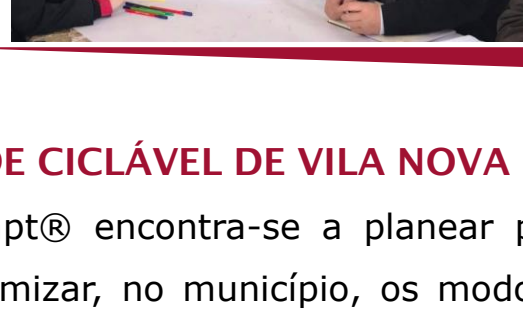 DE CICLÁVEL DE VILA NOVA
pt® encontra-se a planear p
mizar, no município, os modo